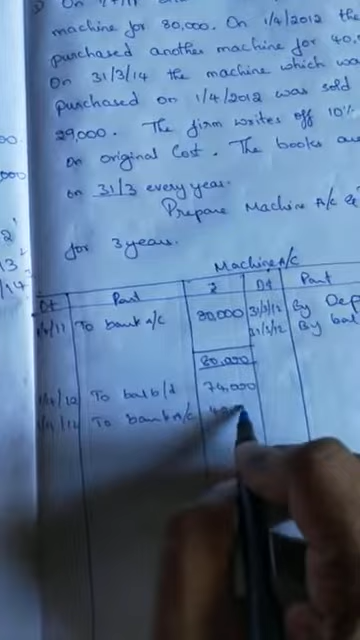 machine for 80,000. On 1/4/2012 the
purchased another machine for 40,
On 31/3/14 the machine which wa
purchased on 1/4/2012 was sold
29,000. The firm writes off 10%
on original Cost. The books
on 31/3 every year.
Prepare Machine A/c &
for 3 years.
Machine A/c
Dt Part ₹ Dt Part
To bank A/c 80,000 31/3/12 By Dep
31/3/12 By bal
80,000
To bal b/d 74,000
To bank A/c